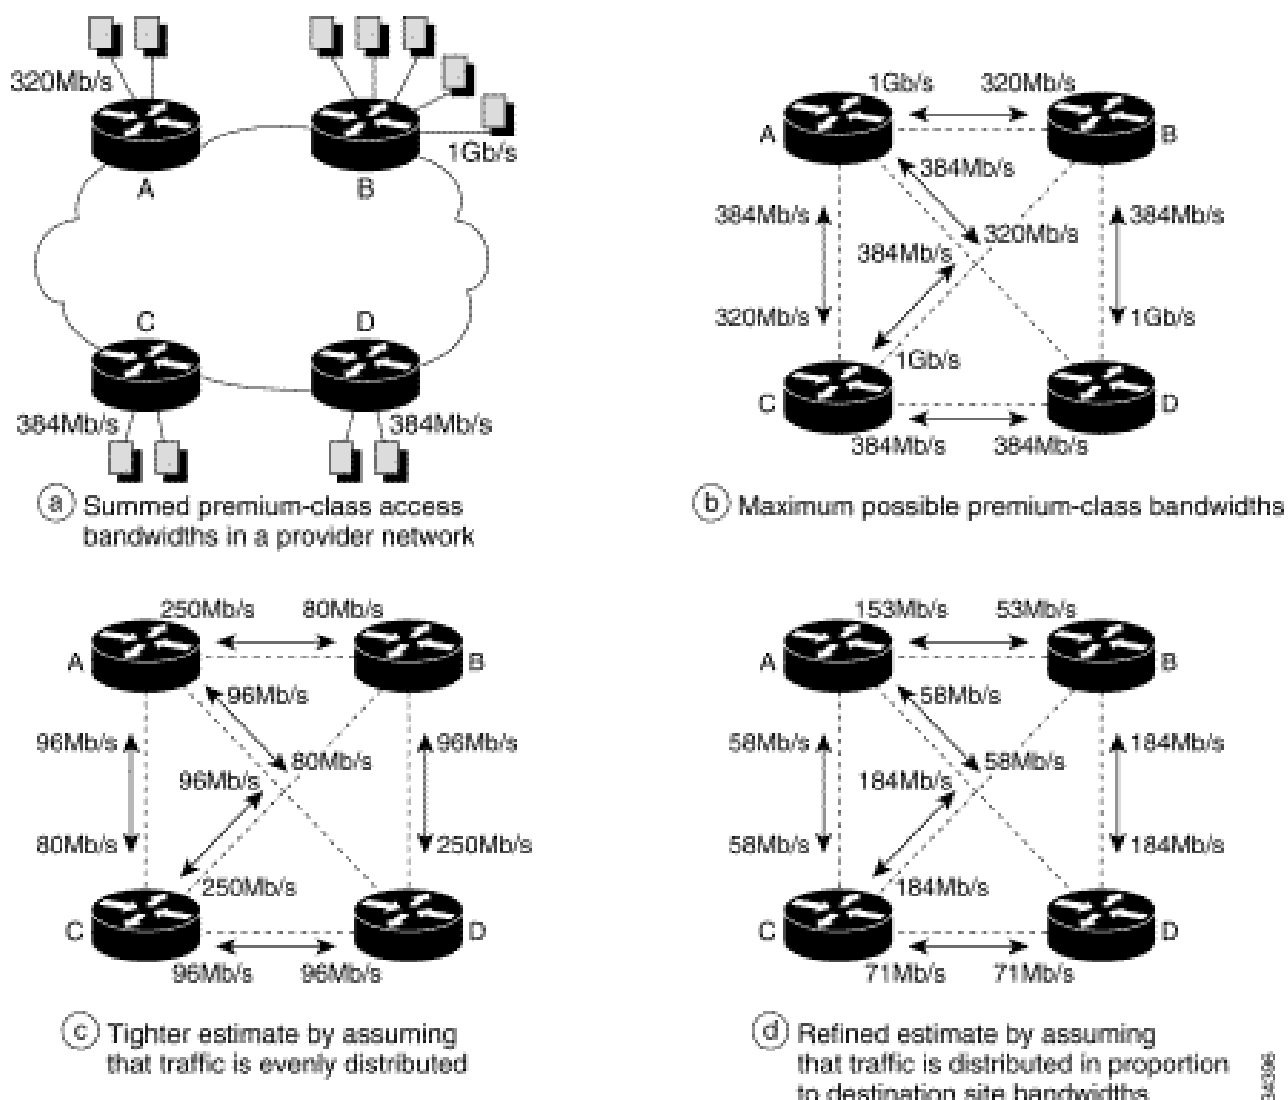 320Mb/s
1Gb/s
A
B
C
D
384Mb/s
384Mb/s
a Summed premium-class access
bandwidths in a provider network
1Gb/s
320Mb/s
A
B
384Mb/s
384Mb/s
384Mb/s
320Mb/s
384Mb/s
320Mb/s
1Gb/s
1Gb/s
C
D
384Mb/s
384Mb/s
b Maximum possible premium-class bandwidths
250Mb/s
80Mb/s
A
B
96Mb/s
96Mb/s
96Mb/s
80Mb/s
96Mb/s
80Mb/s
250Mb/s
250Mb/s
C
D
96Mb/s
96Mb/s
c Tighter estimate by assuming
that traffic is evenly distributed
153Mb/s
53Mb/s
A
B
58Mb/s
58Mb/s
184Mb/s
58Mb/s
184Mb/s
58Mb/s
184Mb/s
184Mb/s
C
D
71Mb/s
71Mb/s
d Refined estimate by assuming
that traffic is distributed in proportion
to destination site bandwidths